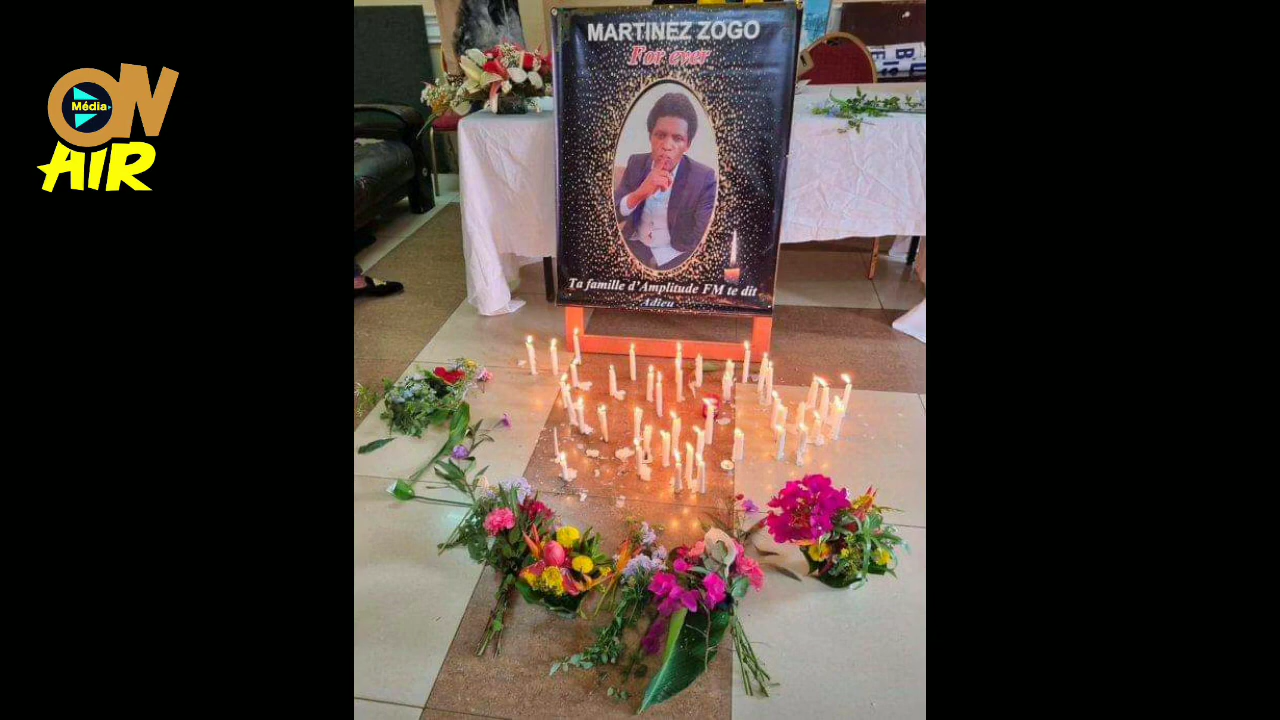 ON
Média
AIR
MARTINEZ ZOGO
For ever
Ta famille d'Amplitude FM te dit
Adieu